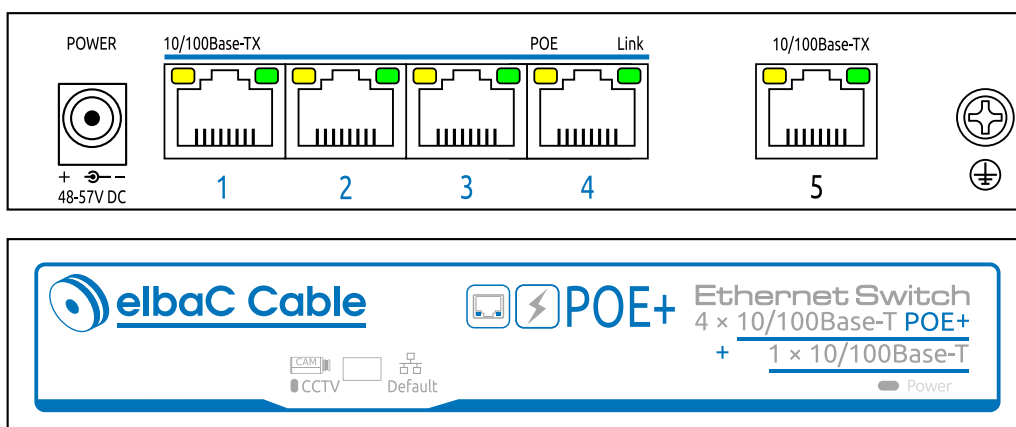 POWER
10/100Base-TX
POE
Link
10/100Base-TX
+ -
48-57V DC
1
2
3
4
5
elbaC Cable
POE+
Ethernet Switch
4 × 10/100Base-T POE+
+ 1 × 10/100Base-T
CAM
CCTV
Default
Power